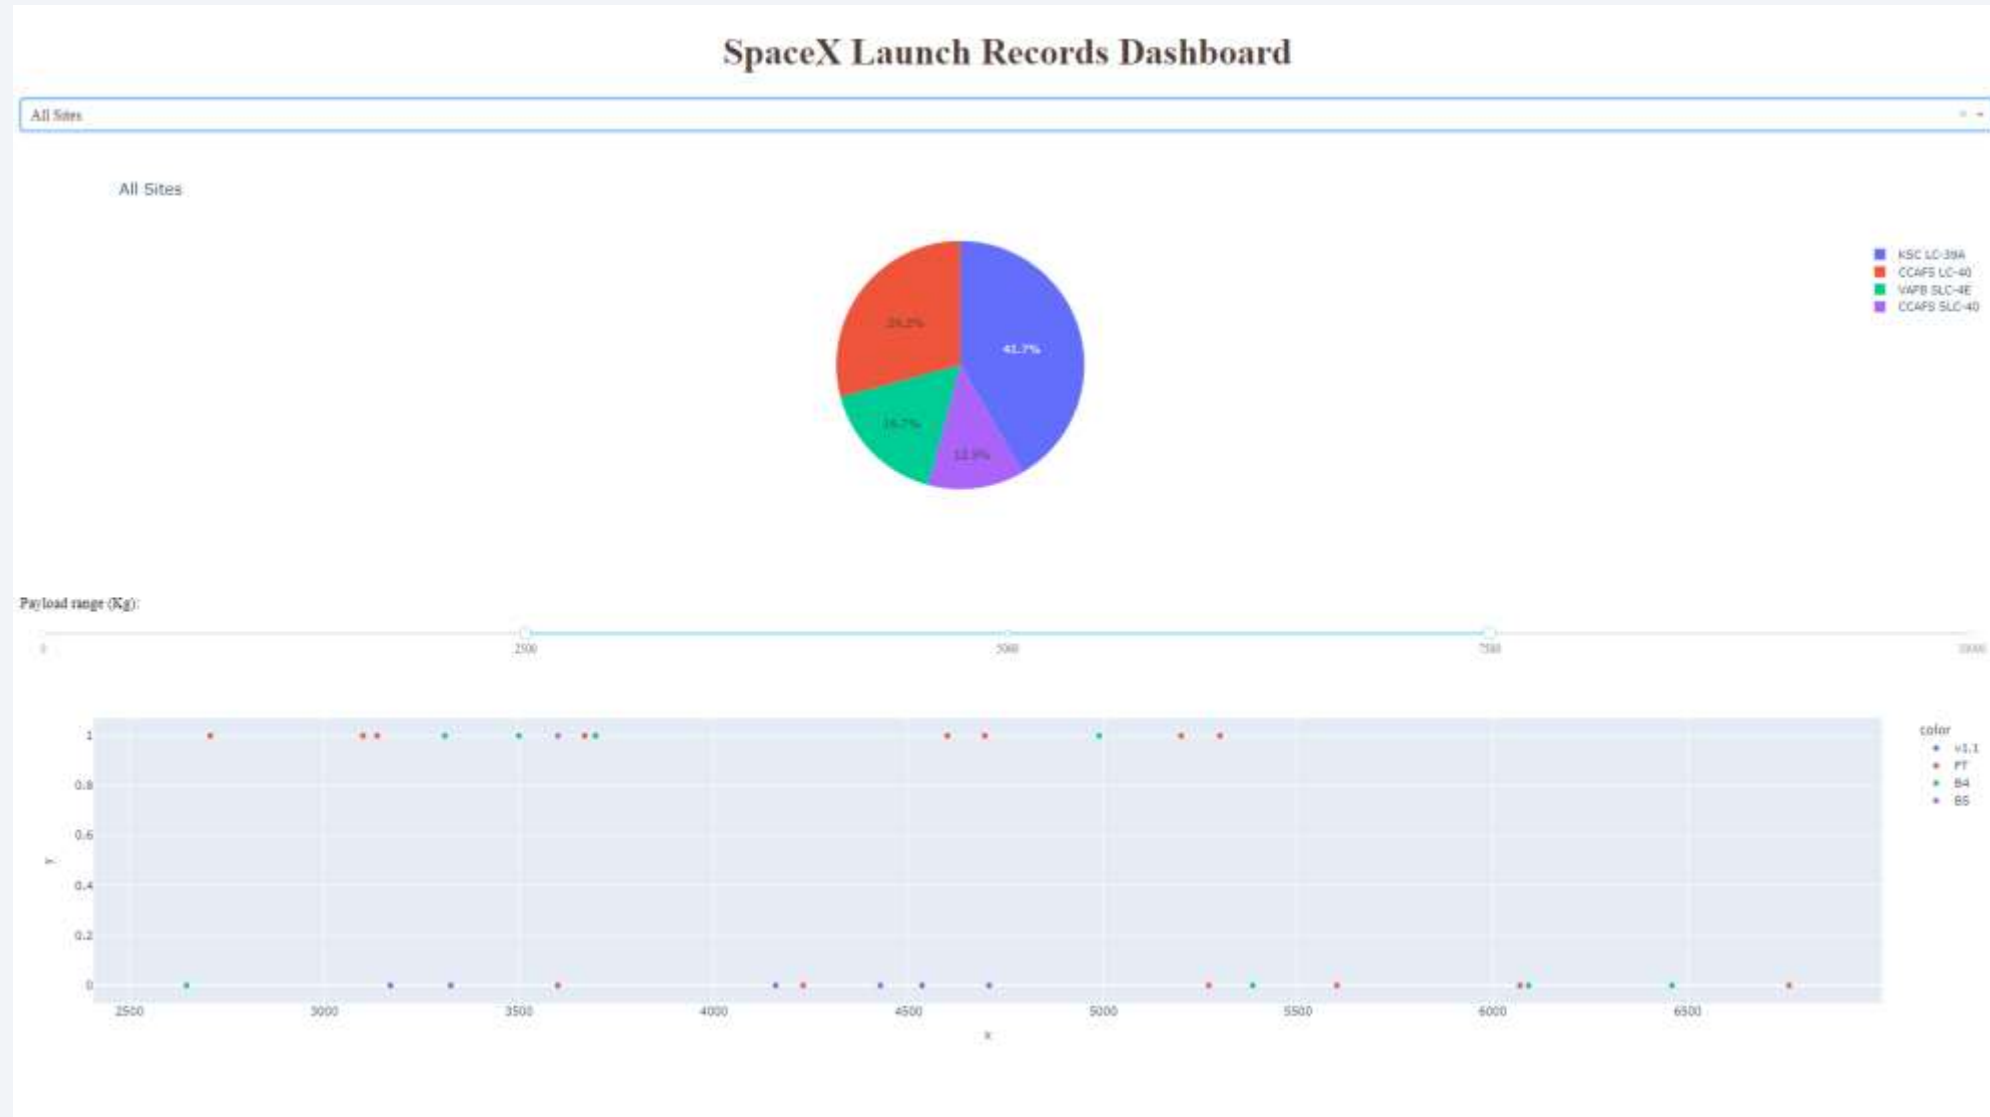 SpaceX Launch Records Dashboard
All Sites
All Sites
KSC LC-39A
CCAFS LC-40
VAFB SLC-4E
CCAFS SLC-40
41.7%
Payload range (Kg):
0 2500 5000 7500 10000
color
v1.1
FT
B4
B5
1
0.8
0.6
y
0.4
0.2
0
2500 3000 3500 4000 4500 5000 5500 6000 6500
x